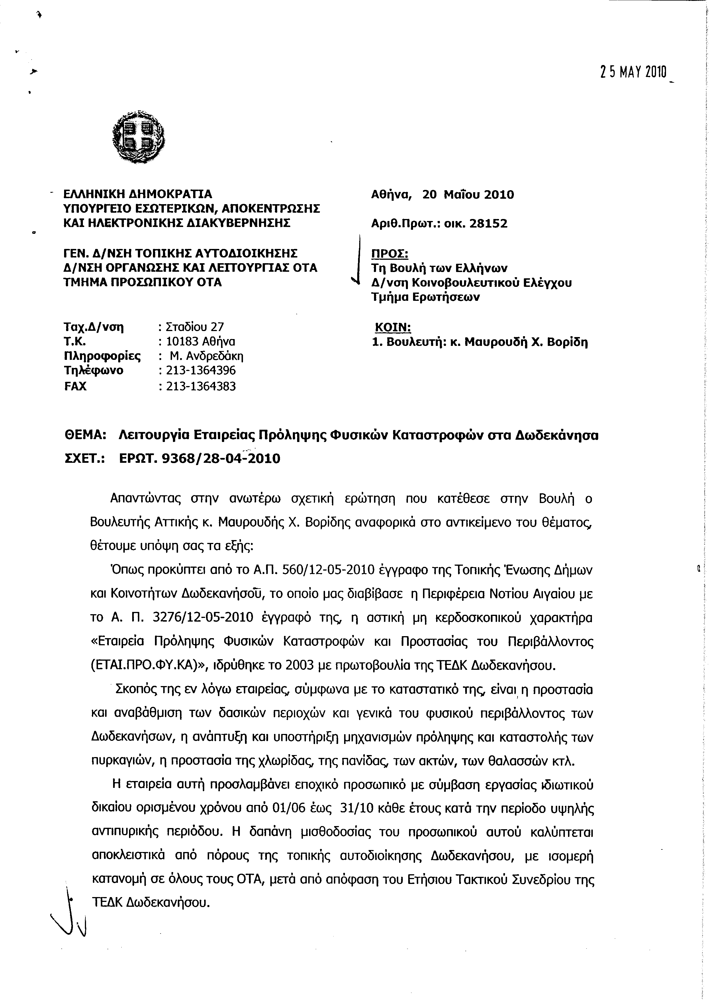 25 MAY 2010
ΕΛΛΗΝΙΚΗ ΔΗΜΟΚΡΑΤΙΑ
ΥΠΟΥΡΓΕΙΟ ΕΣΩΤΕΡΙΚΩΝ, ΑΠΟΚΕΝΤΡΩΣΗΣ
ΚΑΙ ΗΛΕΚΤΡΟΝΙΚΗΣ ΔΙΑΚΥΒΕΡΝΗΣΗΣ
ΓΕΝ. Δ/ΝΣΗ ΤΟΠΙΚΗΣ ΑΥΤΟΔΙΟΙΚΗΣΗΣ
Δ/ΝΣΗ ΟΡΓΑΝΩΣΗΣ ΚΑΙ ΛΕΙΤΟΥΡΓΙΑΣ ΟΤΑ
ΤΜΗΜΑ ΠΡΟΣΩΠΙΚΟΥ ΟΤΑ
Ταχ.Δ/νση : Σταδίου 27
Τ.Κ. : 10183 Αθήνα
Πληροφορίες : Μ. Ανδρεδάκη
Τηλέφωνο : 213-1364396
FAX : 213-1364383
Αθήνα, 20 Μαΐου 2010
Αριθ.Πρωτ.: οικ. 28152
ΠΡΟΣ:
Τη Βουλή των Ελλήνων
Δ/νση Κοινοβουλευτικού Ελέγχου
Τμήμα Ερωτήσεων
ΚΟΙΝ:
1. Βουλευτή: κ. Μαυρουδή Χ. Βορίδη
ΘΕΜΑ: Λειτουργία Εταιρείας Πρόληψης Φυσικών Καταστροφών στα Δωδεκάνησα
ΣΧΕΤ.: ΕΡΩΤ. 9368/28-04-2010
Απαντώντας στην ανωτέρω σχετική ερώτηση που κατέθεσε στην Βουλή ο
Βουλευτής Αττικής κ. Μαυρουδής Χ. Βορίδης αναφορικά στο αντικείμενο του θέματος,
θέτουμε υπόψη σας τα εξής:
Όπως προκύπτει από το Α.Π. 560/12-05-2010 έγγραφο της Τοπικής Ένωσης Δήμων
και Κοινοτήτων Δωδεκανήσου, το οποίο μας διαβίβασε η Περιφέρεια Νοτίου Αιγαίου με
το Α. Π. 3276/12-05-2010 έγγραφό της, η αστική μη κερδοσκοπικού χαρακτήρα
«Εταιρεία Πρόληψης Φυσικών Καταστροφών και Προστασίας του Περιβάλλοντος
(ΕΤΑΙ.ΠΡΟ.ΦΥ.ΚΑ)», ιδρύθηκε το 2003 με πρωτοβουλία της ΤΕΔΚ Δωδεκανήσου.
Σκοπός της εν λόγω εταιρείας, σύμφωνα με το καταστατικό της, είναι η προστασία
και αναβάθμιση των δασικών περιοχών και γενικά του φυσικού περιβάλλοντος των
Δωδεκανήσων, η ανάπτυξη και υποστήριξη μηχανισμών πρόληψης και καταστολής των
πυρκαγιών, η προστασία της χλωρίδας, της πανίδας, των ακτών, των θαλασσών κτλ.
Η εταιρεία αυτή προσλαμβάνει εποχικό προσωπικό με σύμβαση εργασίας ιδιωτικού
δικαίου ορισμένου χρόνου από 01/06 έως 31/10 κάθε έτους κατά την περίοδο υψηλής
αντιπυρικής περιόδου. Η δαπάνη μισθοδοσίας του προσωπικού αυτού καλύπτεται
αποκλειστικά από πόρους της τοπικής αυτοδιοίκησης Δωδεκανήσου, με ισομερή
κατανομή σε όλους τους ΟΤΑ, μετά από απόφαση του Ετήσιου Τακτικού Συνεδρίου της
ΤΕΔΚ Δωδεκανήσου.